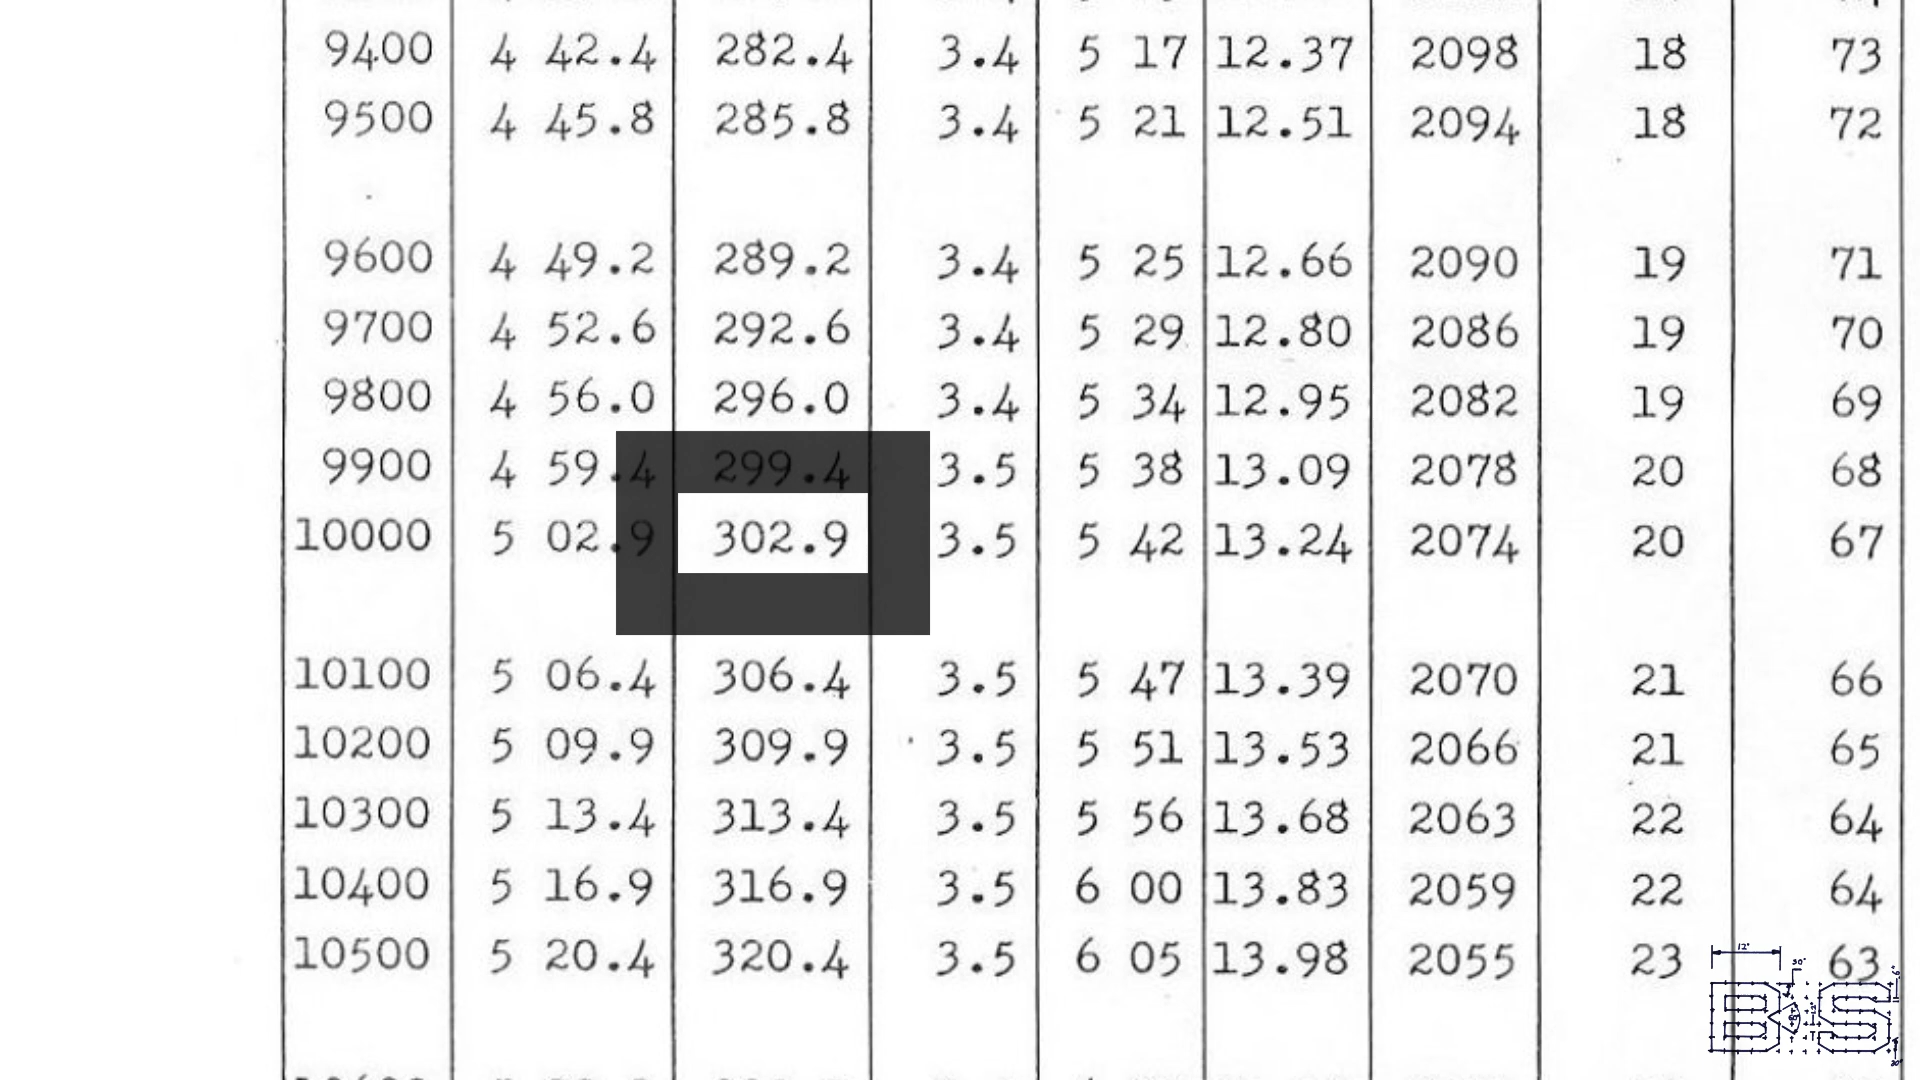 9400 4 42.4 282.4 3.4 5 17 12.37 2098 18 73
9500 4 45.8 285.8 3.4 5 21 12.51 2094 18 72
9600 4 49.2 289.2 3.4 5 25 12.66 2090 19 71
9700 4 52.6 292.6 3.4 5 29 12.80 2086 19 70
9800 4 56.0 296.0 3.4 5 34 12.95 2082 19 69
9900 4 59.4 299.4 3.5 5 38 13.09 2078 20 68
10000 5 02.9 302.9 3.5 5 42 13.24 2074 20 67
10100 5 06.4 306.4 3.5 5 47 13.39 2070 21 66
10200 5 09.9 309.9 3.5 5 51 13.53 2066 21 65
10300 5 13.4 313.4 3.5 5 56 13.68 2063 22 64
10400 5 16.9 316.9 3.5 6 00 13.83 2059 22 64
10500 5 20.4 320.4 3.5 6 05 13.98 2055 23 63
12"
B S